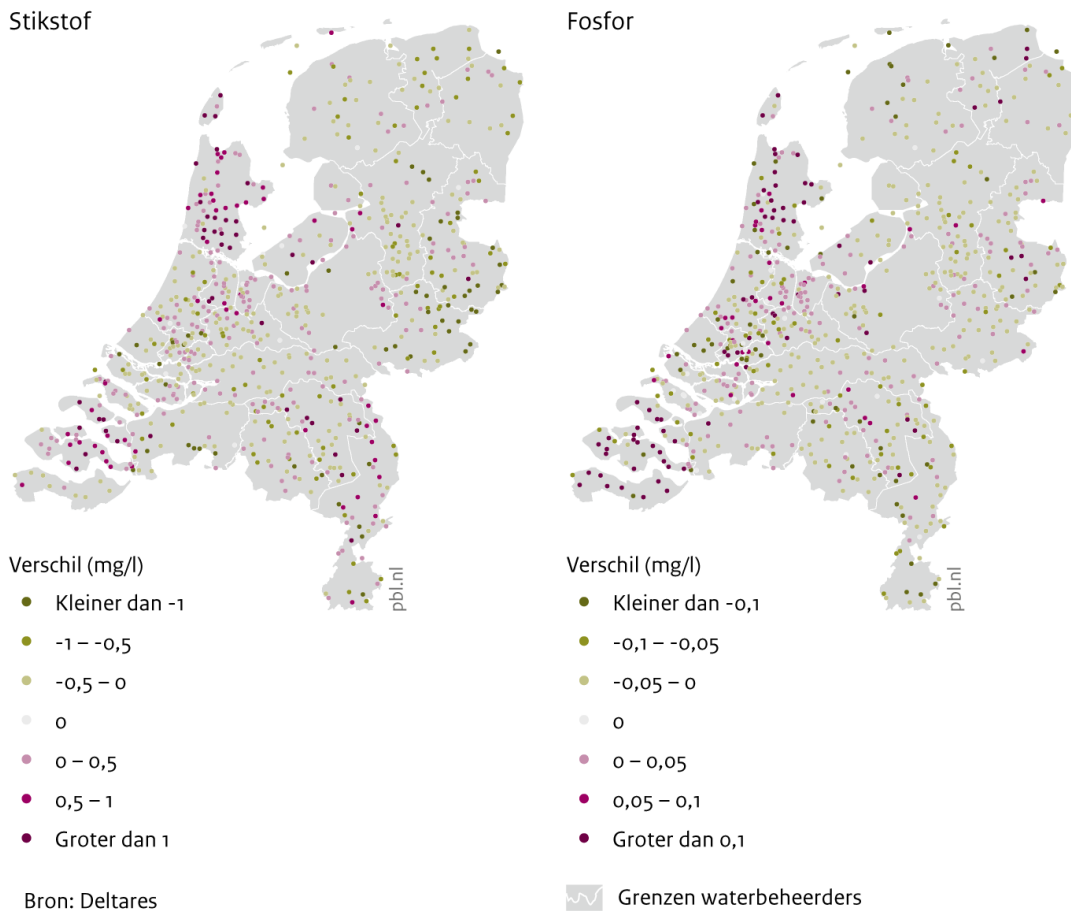 Stikstof
Fosfor
Verschil (mg/l)
Kleiner dan -1
-1 – -0,5
-0,5 – 0
0
0 – 0,5
0,5 – 1
Groter dan 1
pbl.nl
Bron: Deltares
Verschil (mg/l)
Kleiner dan -0,1
-0,1 – -0,05
-0,05 – 0
0
0 – 0,05
0,05 – 0,1
Groter dan 0,1
pbl.nl
Grenzen waterbeheerders